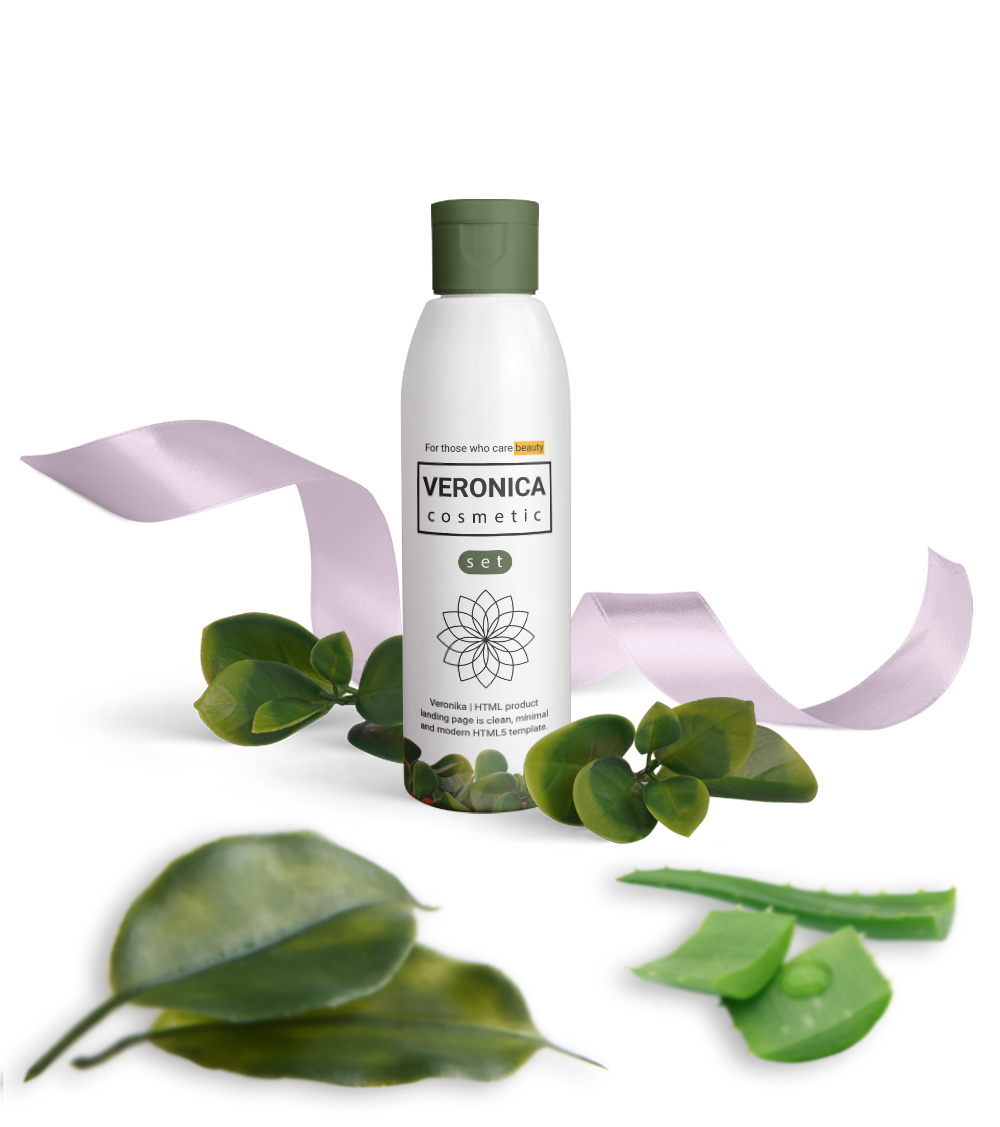 For those who care beauty
VERONICA
cosmetic
set
Veronika | HTML product
landing page is clean, minimal
and modern HTML5 template.